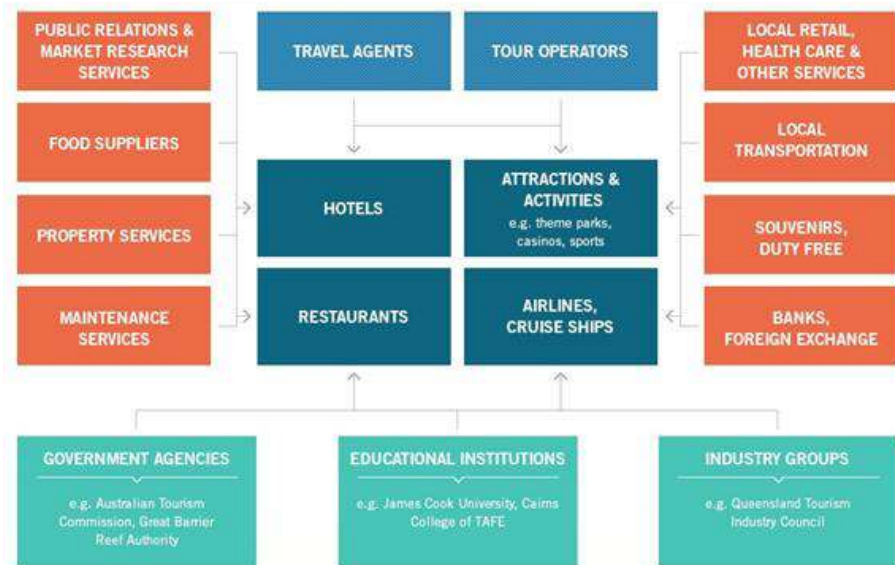 PUBLIC RELATIONS &
MARKET RESEARCH
SERVICES
TRAVEL AGENTS
TOUR OPERATORS
LOCAL RETAIL,
HEALTH CARE &
OTHER SERVICES
FOOD SUPPLIERS
LOCAL
TRANSPORTATION
HOTELS
ATTRACTIONS &
ACTIVITIES
e.g. theme parks,
casinos, sports
PROPERTY SERVICES
SOUVENIRS,
DUTY FREE
MAINTENANCE
SERVICES
RESTAURANTS
AIRLINES,
CRUISE SHIPS
BANKS,
FOREIGN EXCHANGE
GOVERNMENT AGENCIES
e.g. Australian Tourism
Commission, Great Barrier
Reef Authority
EDUCATIONAL INSTITUTIONS
e.g. James Cook University, Cairns
College of TAFE
INDUSTRY GROUPS
e.g. Queensland Tourism
Industry Council